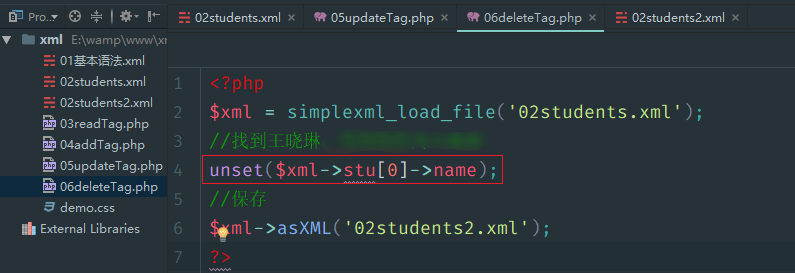 Pro...
02students.xml
05updateTag.php
06deleteTag.php
02students2.xml
xml E:\wamp\www\xr
01基本语法.xml
02students.xml
02students2.xml
03readTag.php
04addTag.php
05updateTag.php
06deleteTag.php
demo.css
External Libraries
1 <?php
2 $xml = simplexml_load_file('02students.xml');
3 //找到王晓琳,
4 unset($xml->stu[0]->name);
5 //保存
6 $xml->asXML('02students2.xml');
7 ?>